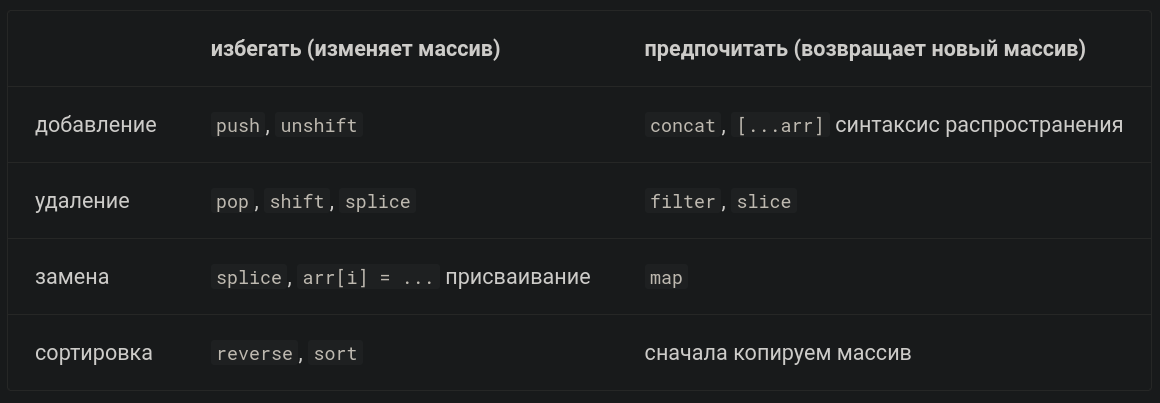 избегать (изменяет массив) предпочитать (возвращает новый массив)
добавление push, unshift concat, [...arr] синтаксис распространения
удаление pop, shift, splice filter, slice
замена splice, arr[i] = ... присваивание map
сортировка reverse, sort сначала копируем массив